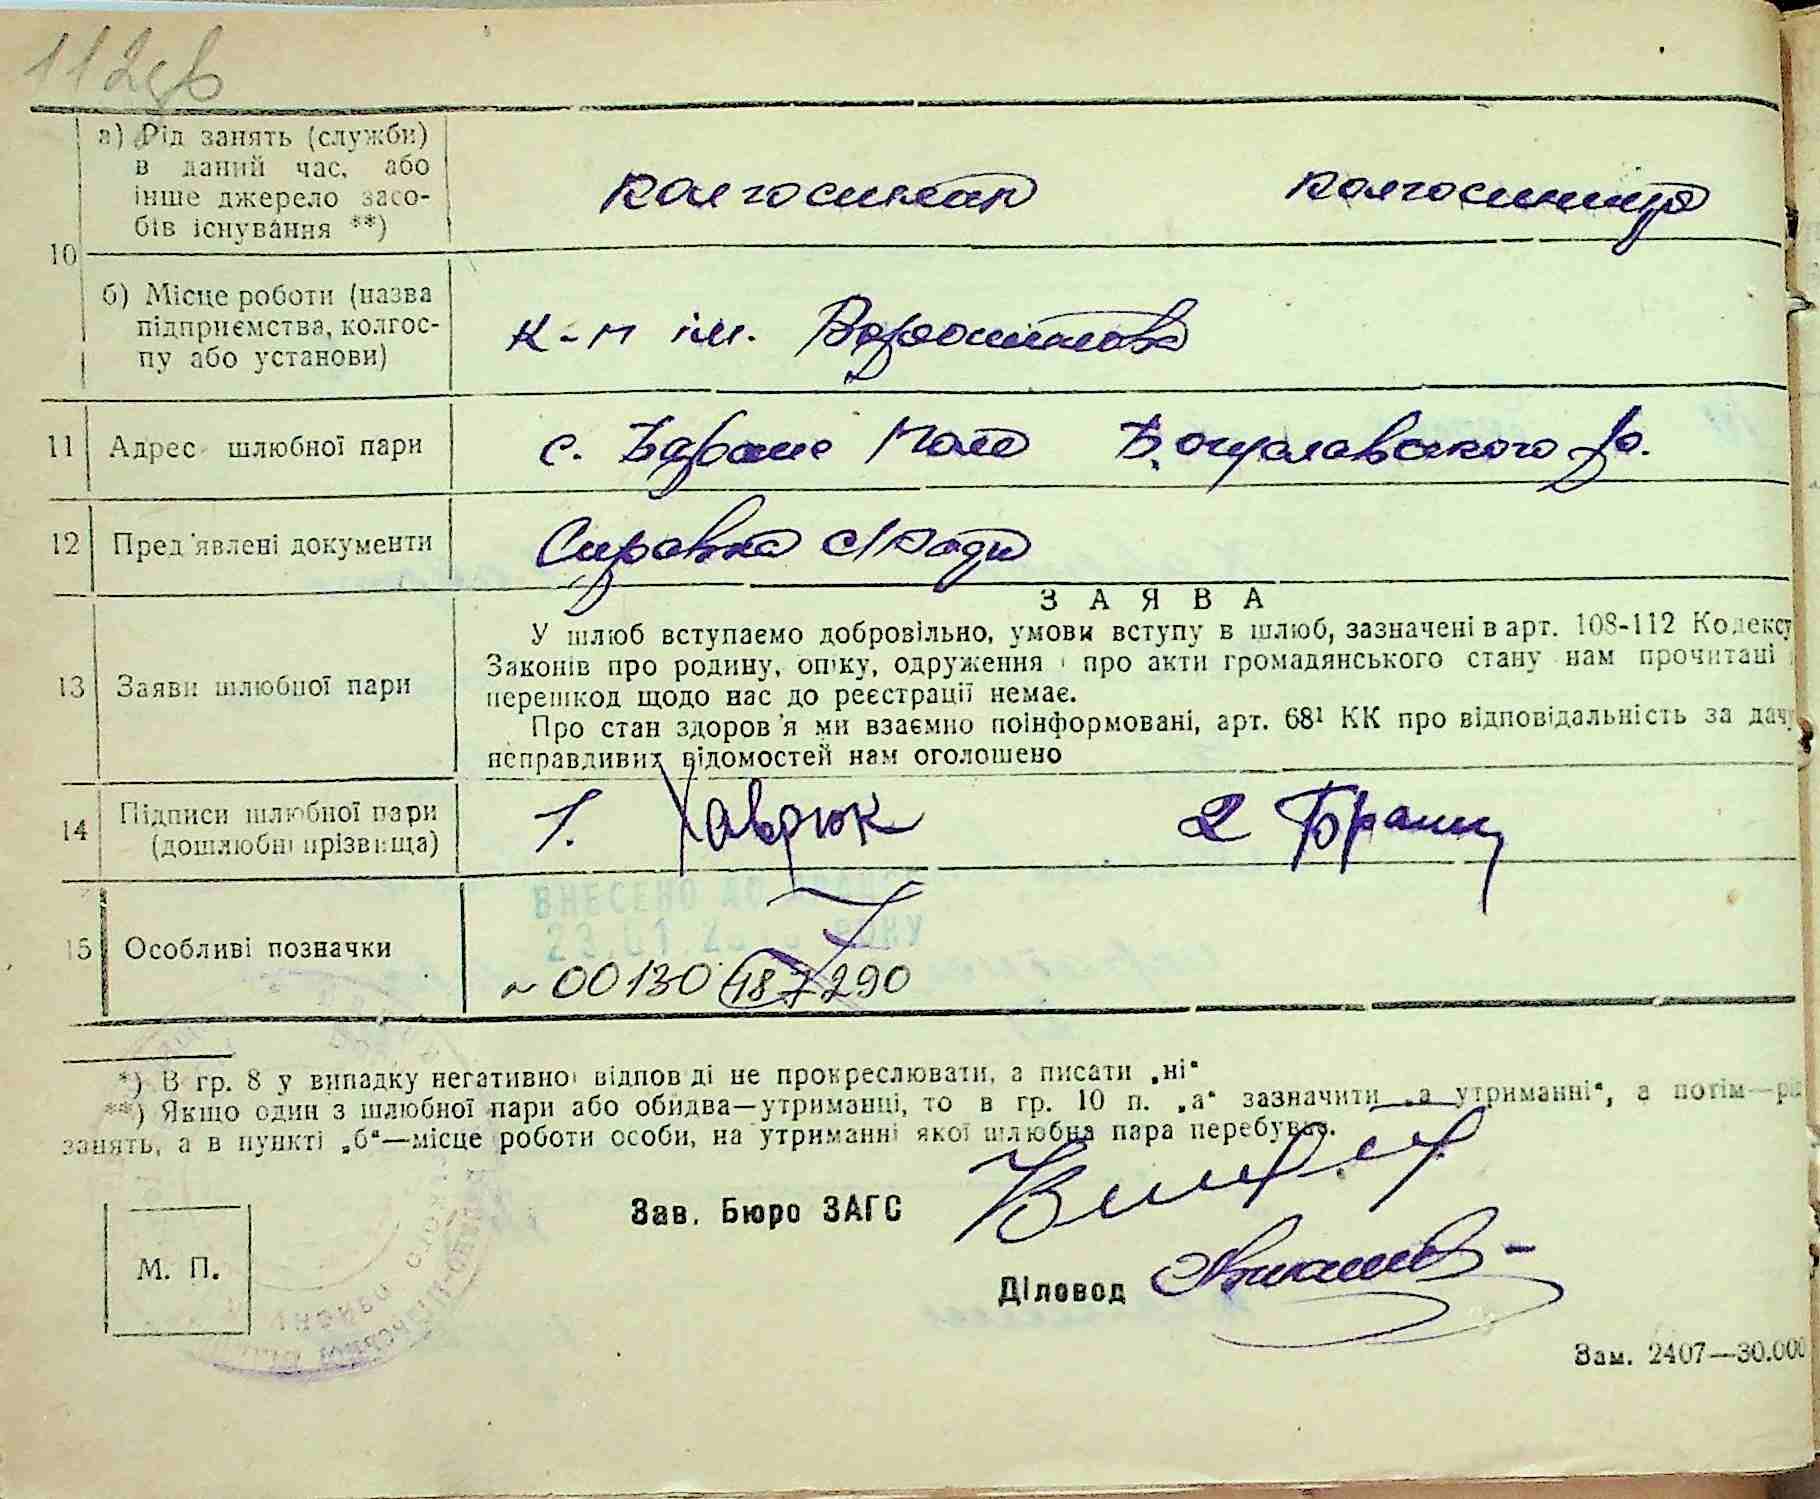 112зв
а) Рід занять (служби)
в даний час, або
інше джерело засо-
бів існування **)
колгоспник
колгоспниця
10
б) Місце роботи (назва
підприємства, колгос-
пу або установи)
к-п ім. Ворошилова
11
Адрес шлюбної пари
с. Баране Поле Богуславського р.
12
Пред'явлені документи
Справка с/Ради
13
Заяви шлюбної пари
ЗАЯВА
У шлюб вступаємо добровільно, умови вступу в шлюб, зазначені в арт. 108-112 Кодексу
Законів про родину, опіку, одруження і про акти громадянського стану нам прочитані
перешкод щодо нас до реєстрації немає.
Про стан здоров'я ми взаємно поінформовані, арт. 68¹ КК про відповідальність за дачу
неправдивих відомостей нам оголошено
14
Підписи шлюбної пари
(дошлюбні прізвища)
1. Хаврюк
2 Бранц
15
Особливі позначки
ВНЕСЕНО ДО
23.01.2 РОКУ
~00130 187 290
*) В гр. 8 у випадку негативної відповіді не прокреслювати, а писати „ні“
**) Якщо один з шлюбної пари або обидва—утриманці, то в гр. 10 п. „а“ зазначити „а утриманні“, а потім—рід
занять, а в пункті „б“—місце роботи особи, на утриманні якої шлюбна пара перебуває.
Зав. Бюро ЗАГС
М. П.
Діловод
Зам. 2407—30.000